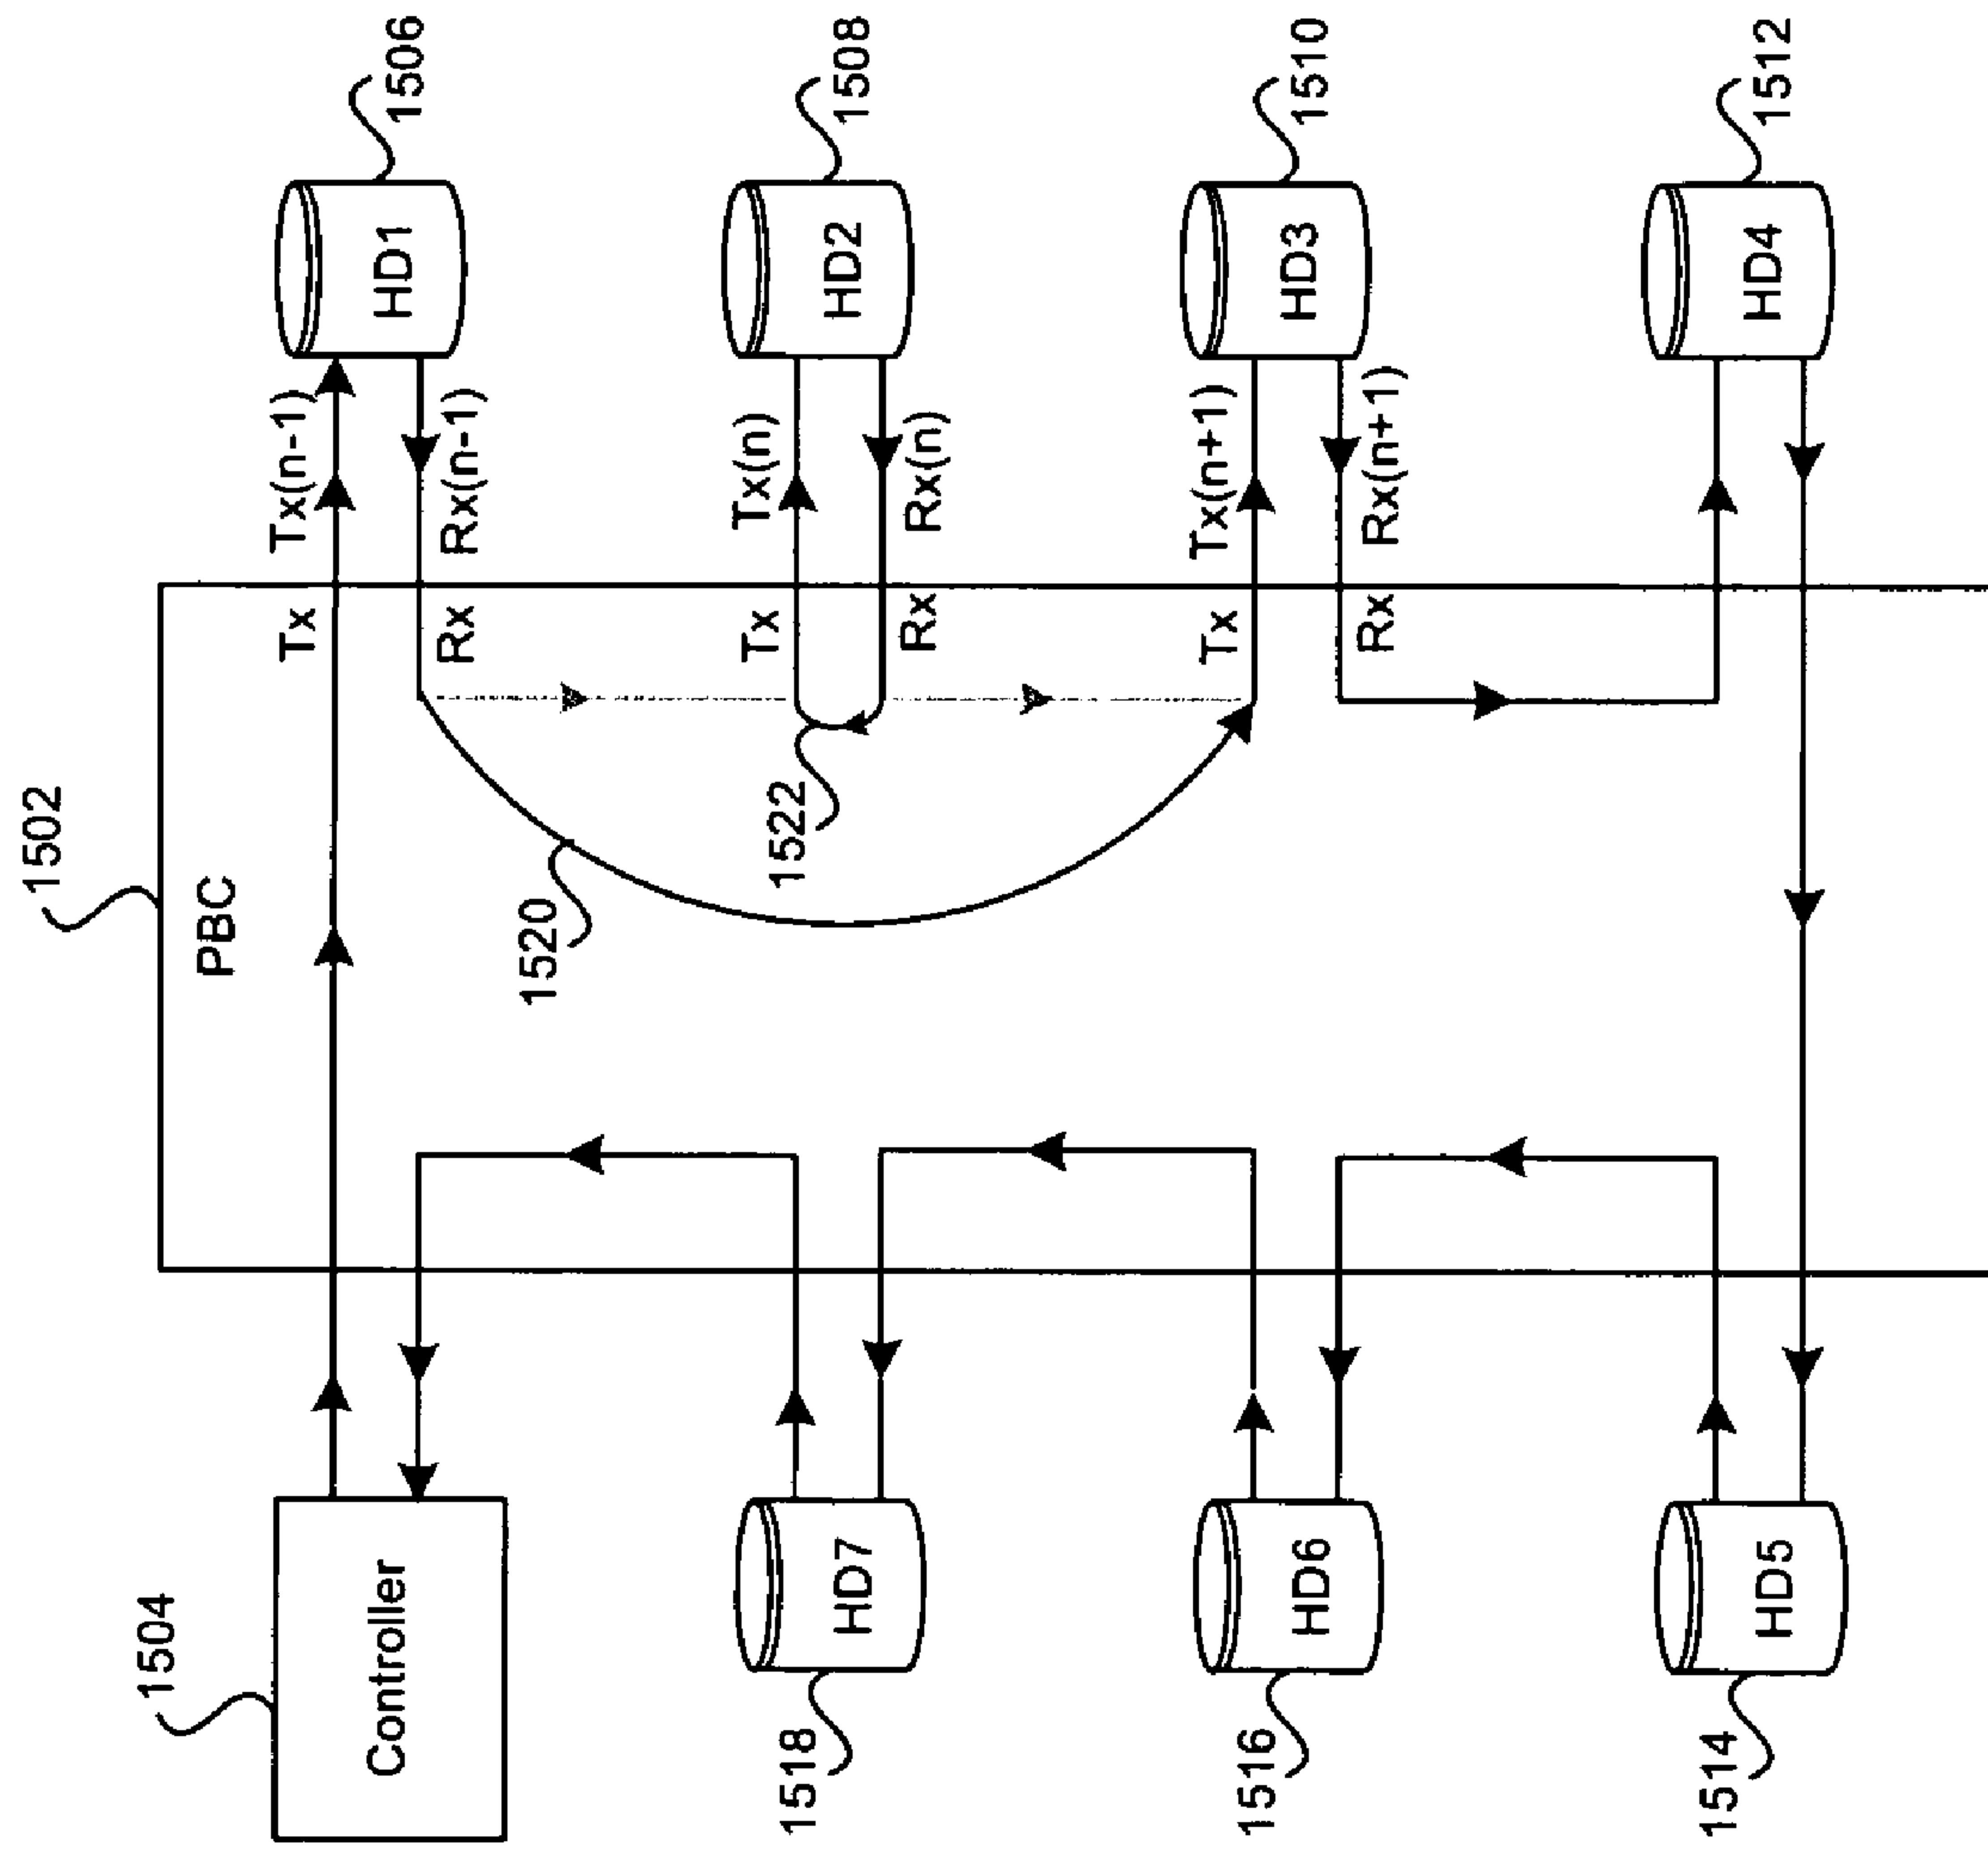 1502
PBC
1504
Controller
Tx
Tx(n-1)
Rx
Rx(n-1)
HD1
1506
1520
1522
Tx
Tx(n)
Rx
Rx(n)
HD2
1508
HD7
1518
Tx
Tx(n+1)
Rx
Rx(n+1)
HD3
1510
HD6
1516
HD4
1512
HD5
1514